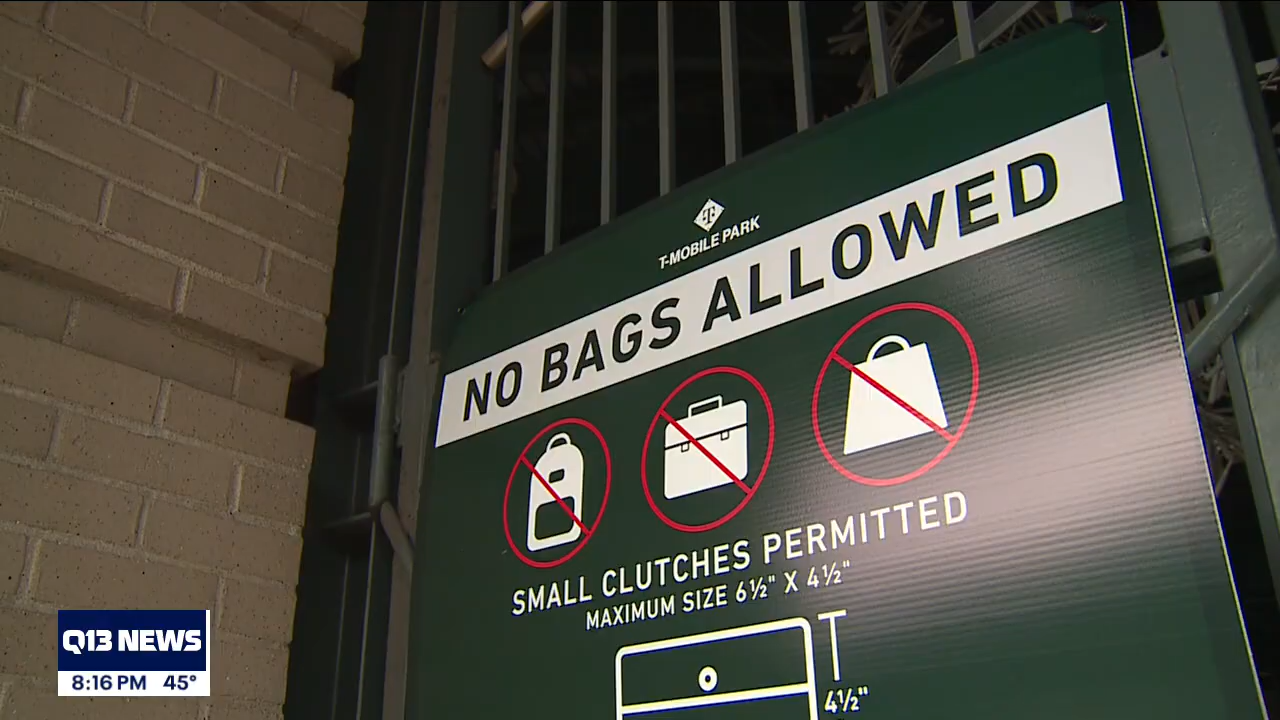 T
T-MOBILE PARK
NO BAGS ALLOWED
SMALL CLUTCHES PERMITTED
MAXIMUM SIZE 6½" X 4½"
4½"
Q13 NEWS
8:16 PM 45°